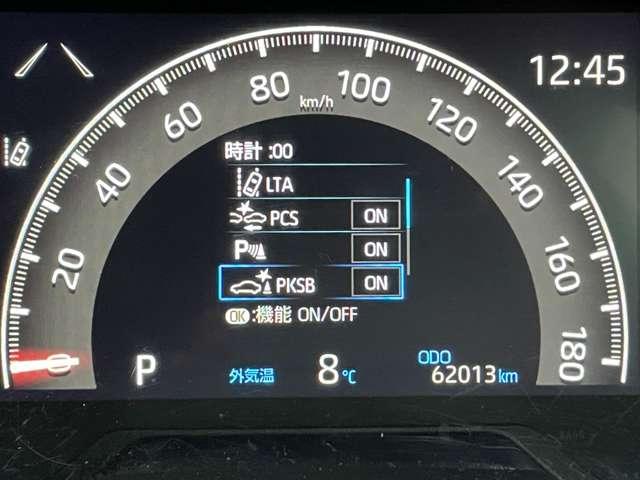 12:45
0
20
40
60
80
100
120
140
160
180
km/h
時計 :00
LTA
PCS ON
P ON
PKSB ON
OK:機能 ON/OFF
P
外気温 8℃
ODO
62013km